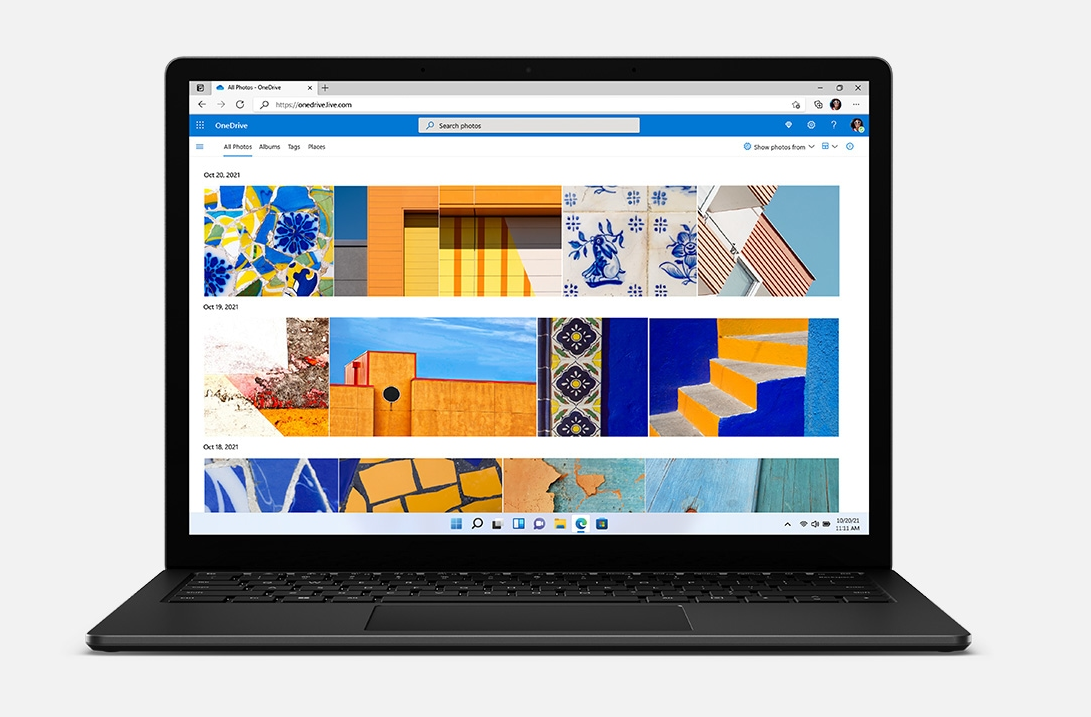 All Photos - OneDrive
https://onedrive.live.com
OneDrive
Search photos
All Photos Albums Tags Places
Show photos from
Oct 20, 2021
Oct 19, 2021
Oct 18, 2021
10/20/21
11:11 AM